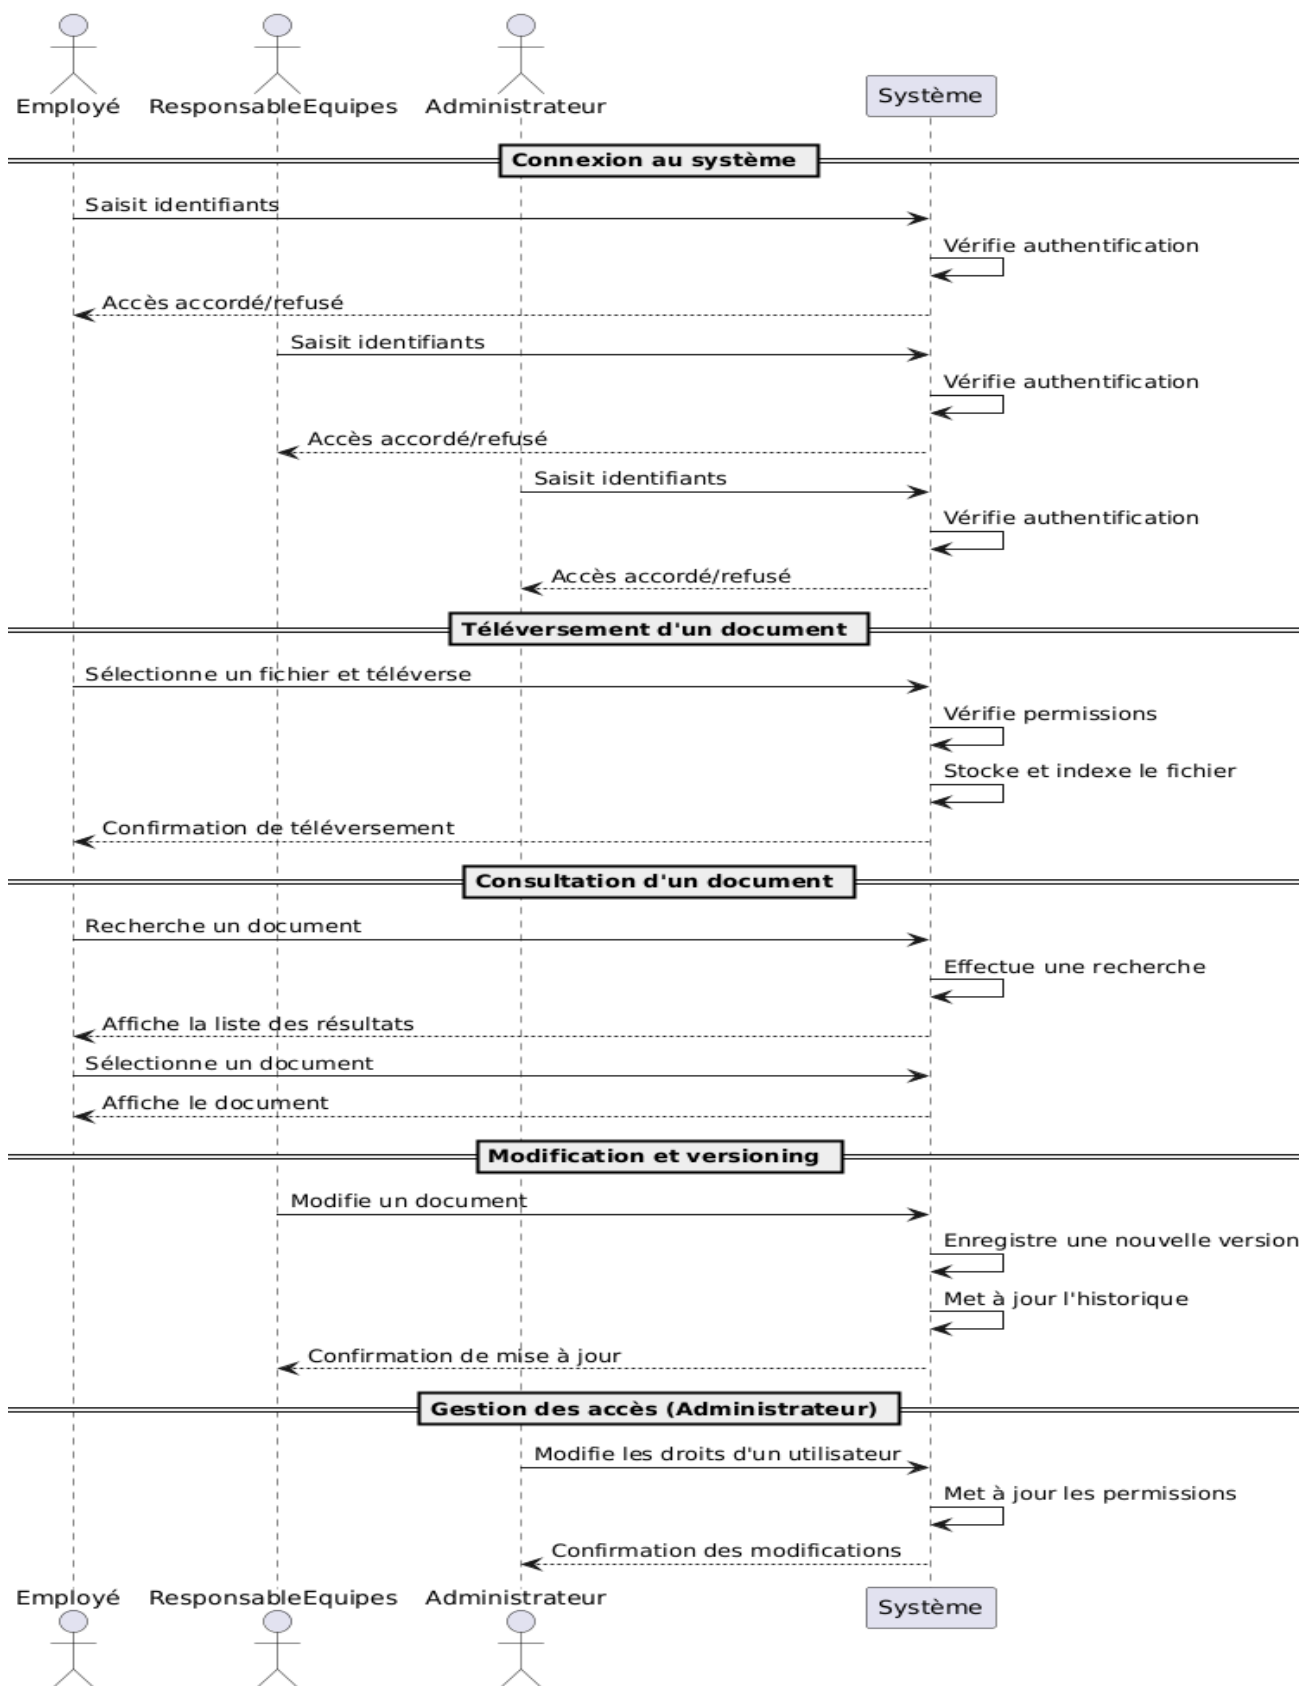 Employé ResponsableEquipes Administrateur Système
Connexion au système
Saisit identifiants
Vérifie authentification
Accès accordé/refusé
Saisit identifiants
Vérifie authentification
Accès accordé/refusé
Saisit identifiants
Vérifie authentification
Accès accordé/refusé
Téléversement d'un document
Sélectionne un fichier et téléverse
Vérifie permissions
Stocke et indexe le fichier
Confirmation de téléversement
Consultation d'un document
Recherche un document
Effectue une recherche
Affiche la liste des résultats
Sélectionne un document
Affiche le document
Modification et versioning
Modifie un document
Enregistre une nouvelle version
Met à jour l'historique
Confirmation de mise à jour
Gestion des accès (Administrateur)
Modifie les droits d'un utilisateur
Met à jour les permissions
Confirmation des modifications
Employé ResponsableEquipes Administrateur Système